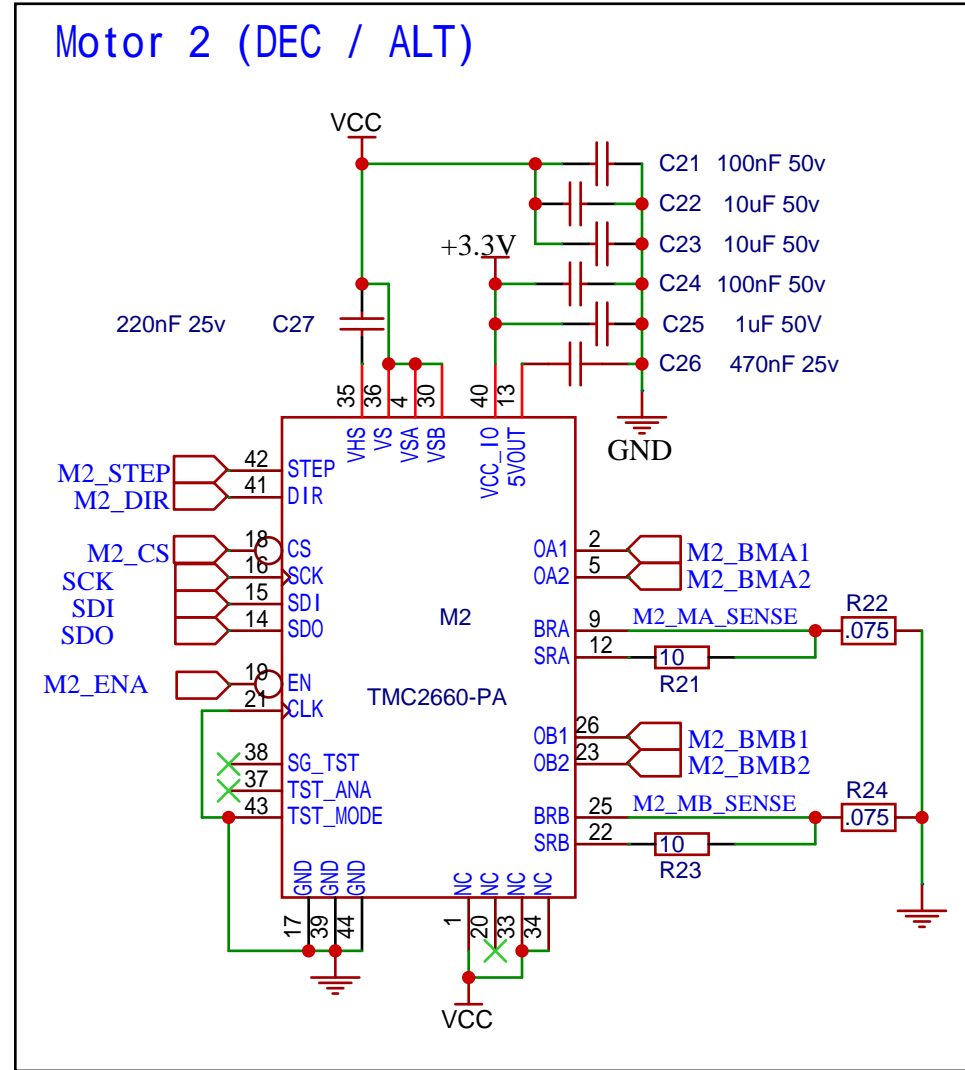 Motor 2 (DEC / ALT)
VCC
C21 100nF 50v
C22 10uF 50v
+3.3V
C23 10uF 50v
C24 100nF 50v
220nF 25v C27
C25 1uF 50V
C26 470nF 25v
35 36 4 30 40 13
VHS VS VSA VSB VCC_IO 5VOUT
GND
M2_STEP 42 STEP
M2_DIR 41 DIR
M2_CS 18 CS
SCK 16 SCK
SDI 15 SDI
SDO 14 SDO
M2_ENA 19 EN
21 CLK
38 SG_TST
37 TST_ANA
43 TST_MODE
M2
TMC2660-PA
OA1 2 M2_BMA1
OA2 5 M2_BMA2
BRA 9 M2_MA_SENSE
R22
.075
SRA 12 10
R21
OB1 26 M2_BMB1
OB2 23 M2_BMB2
BRB 25 M2_MB_SENSE
R24
.075
SRB 22 10
R23
GND GND GND NC NC NC NC
17 39 44 1 20 33 34
VCC